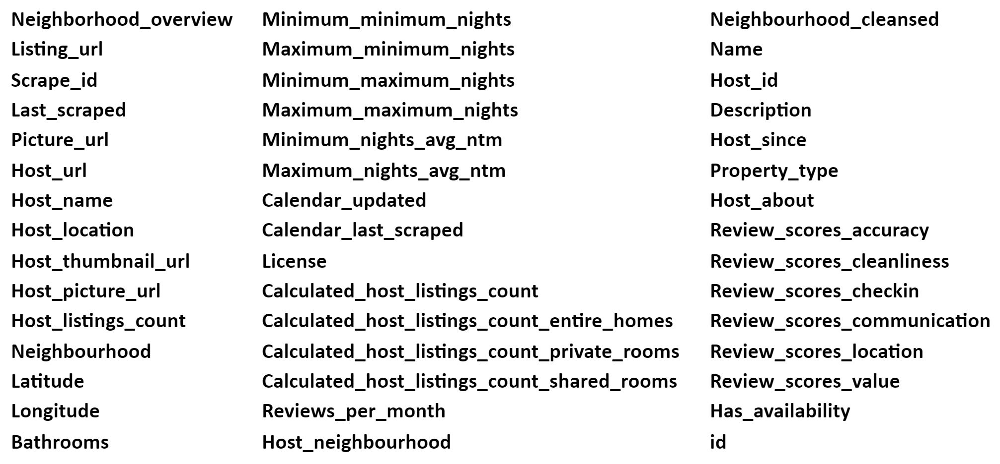 Neighborhood_overview Minimum_minimum_nights Neighbourhood_cleansed
Listing_url Maximum_minimum_nights Name
Scrape_id Minimum_maximum_nights Host_id
Last_scraped Maximum_maximum_nights Description
Picture_url Minimum_nights_avg_ntm Host_since
Host_url Maximum_nights_avg_ntm Property_type
Host_name Calendar_updated Host_about
Host_location Calendar_last_scraped Review_scores_accuracy
Host_thumbnail_url License Review_scores_cleanliness
Host_picture_url Calculated_host_listings_count Review_scores_checkin
Host_listings_count Calculated_host_listings_count_entire_homes Review_scores_communication
Neighbourhood Calculated_host_listings_count_private_rooms Review_scores_location
Latitude Calculated_host_listings_count_shared_rooms Review_scores_value
Longitude Reviews_per_month Has_availability
Bathrooms Host_neighbourhood id